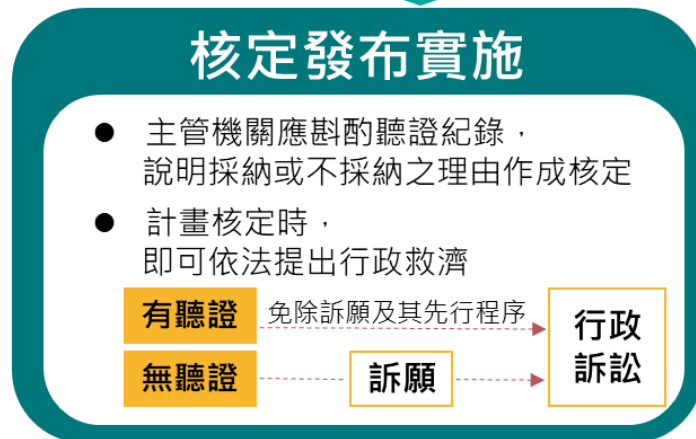 核定發布實施
● 主管機關應斟酌聽證紀錄，
說明採納或不採納之理由作成核定
● 計畫核定時，
即可依法提出行政救濟
有聽證 免除訴願及其先行程序
無聽證 訴願
行政
訴訟